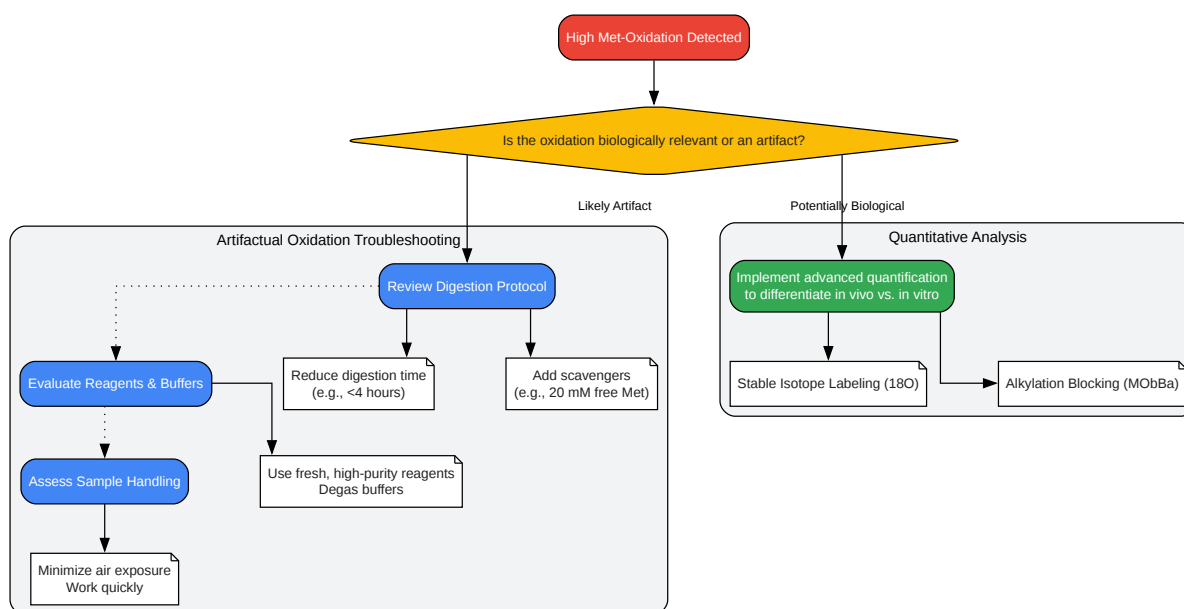 High Met-Oxidation Detected
Is the oxidation biologically relevant or an artifact?
Likely Artifact
Potentially Biological
Artifactual Oxidation Troubleshooting
Review Digestion Protocol
Reduce digestion time
(e.g., <4 hours)
Add scavengers
(e.g., 20 mM free Met)
Evaluate Reagents & Buffers
Use fresh, high-purity reagents
Degas buffers
Assess Sample Handling
Minimize air exposure
Work quickly
Quantitative Analysis
Implement advanced quantification
to differentiate in vivo vs. in vitro
Stable Isotope Labeling (18O)
Alkylation Blocking (MObBa)